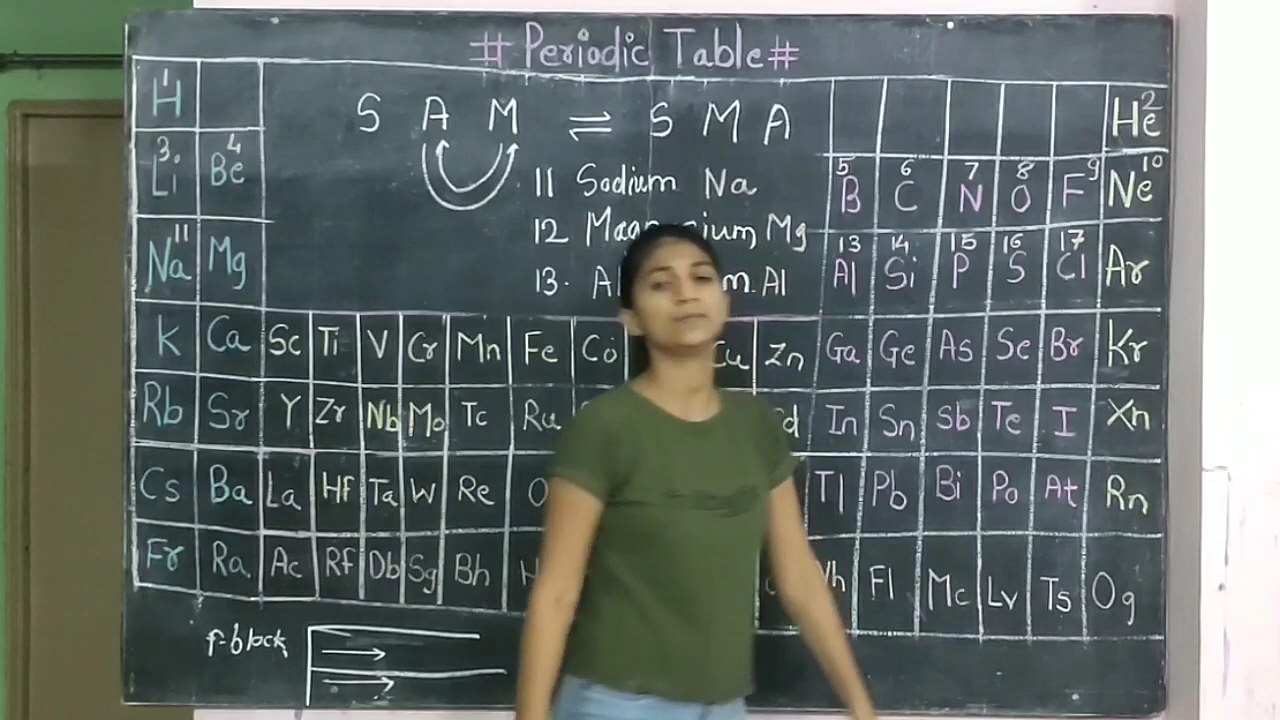 # Periodic Table #
1 H He 2
S A M ⇌ S M A
3. Li 4 Be 5 B 6 C 7 N 8 O F 9 Ne 10
11 Sodium Na
12 Mg
13. Al
Na 11 Mg 13 Al 14 Si 15 P 16 S 17 Cl Ar
K Ca Sc Ti V Cr Mn Fe Co Cu Zn Ga Ge As Se Br Kr
Rb Sr Y Zr Nb Mo Tc Ru In Sn Sb Te I Xn
Cs Ba La Hf Ta W Re Tl Pb Bi Po At Rn
Fr Ra Ac Rf Db Sg Bh Fl Mc Lv Ts Og
f-block